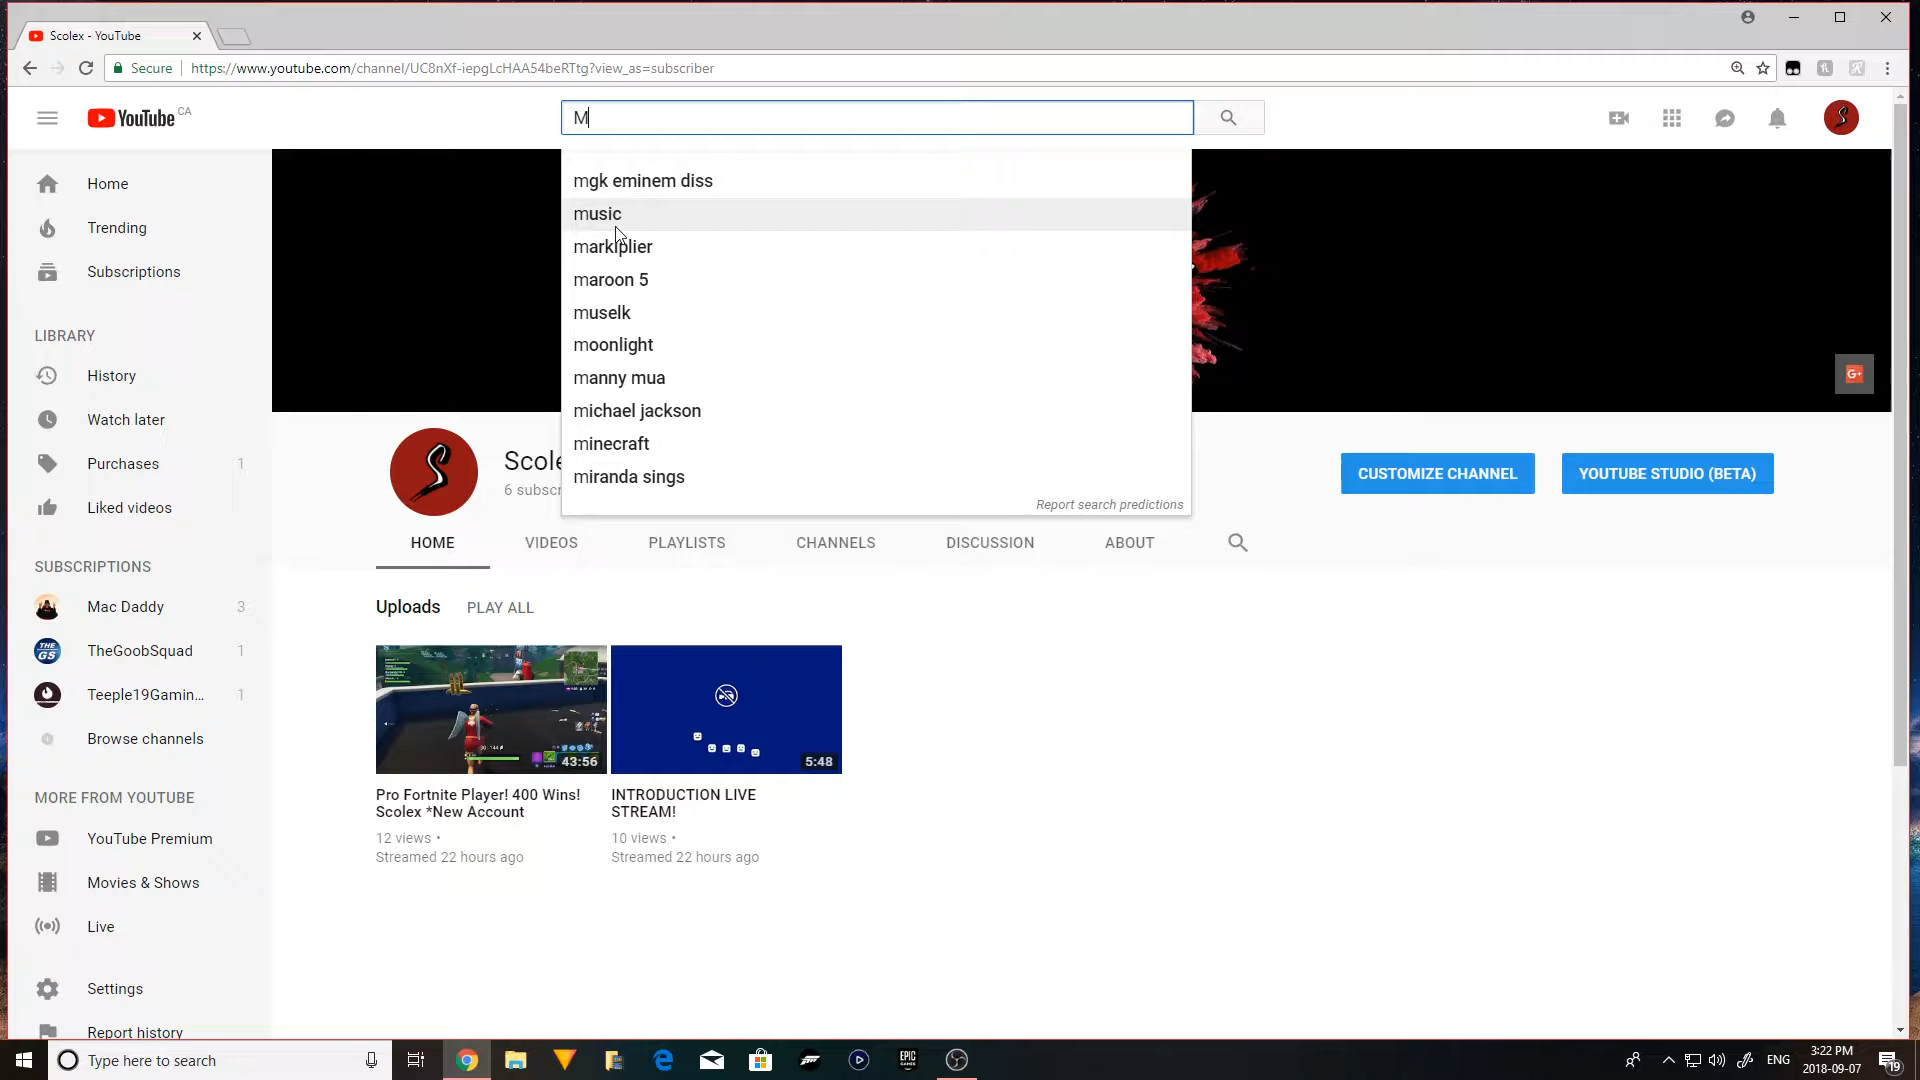 Scolex - YouTube
Secure
https://www.youtube.com/channel/UC8nXf-iepgLcHAA54beRTtg?view_as=subscriber
YouTube CA
M
mgk eminem diss
music
markiplier
maroon 5
muselk
moonlight
manny mua
michael jackson
minecraft
miranda sings
Report search predictions
Home
Trending
Subscriptions
LIBRARY
History
Watch later
Purchases 1
Liked videos
SUBSCRIPTIONS
Mac Daddy 3
TheGoobSquad 1
Teeple19Gamin... 1
Browse channels
MORE FROM YOUTUBE
YouTube Premium
Movies & Shows
Live
Settings
Report history
G+
Scole
6 subsc
CUSTOMIZE CHANNEL
YOUTUBE STUDIO (BETA)
HOME
VIDEOS
PLAYLISTS
CHANNELS
DISCUSSION
ABOUT
Uploads PLAY ALL
43:56
Pro Fortnite Player! 400 Wins!
Scolex *New Account
12 views •
Streamed 22 hours ago
5:48
INTRODUCTION LIVE
STREAM!
10 views •
Streamed 22 hours ago
THE
GS
Type here to search
EPIC
GAMES
ENG
3:22 PM
2018-09-07
19